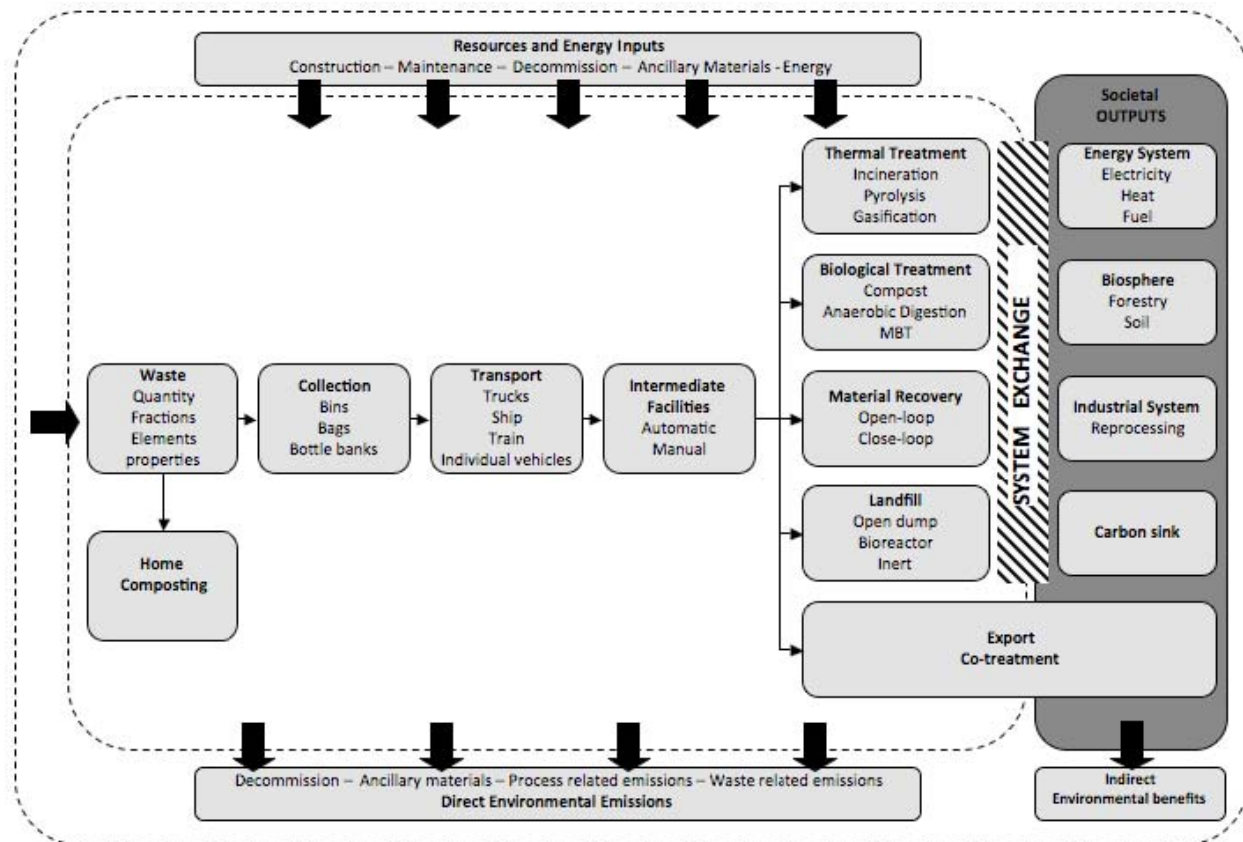 Resources and Energy Inputs
Construction – Maintenance – Decommission – Ancillary Materials - Energy
Societal
OUTPUTS
Thermal Treatment
Incineration
Pyrolysis
Gasification
Energy System
Electricity
Heat
Fuel
Biological Treatment
Compost
Anaerobic Digestion
MBT
SYSTEM EXCHANGE
Biosphere
Forestry
Soil
Waste
Quantity
Fractions
Elements
properties
Collection
Bins
Bags
Bottle banks
Transport
Trucks
Ship
Train
Individual vehicles
Intermediate
Facilities
Automatic
Manual
Material Recovery
Open-loop
Close-loop
Industrial System
Reprocessing
Landfill
Open dump
Bioreactor
Inert
Carbon sink
Home
Composting
Export
Co-treatment
Decommission – Ancillary materials – Process related emissions – Waste related emissions
Direct Environmental Emissions
Indirect
Environmental benefits